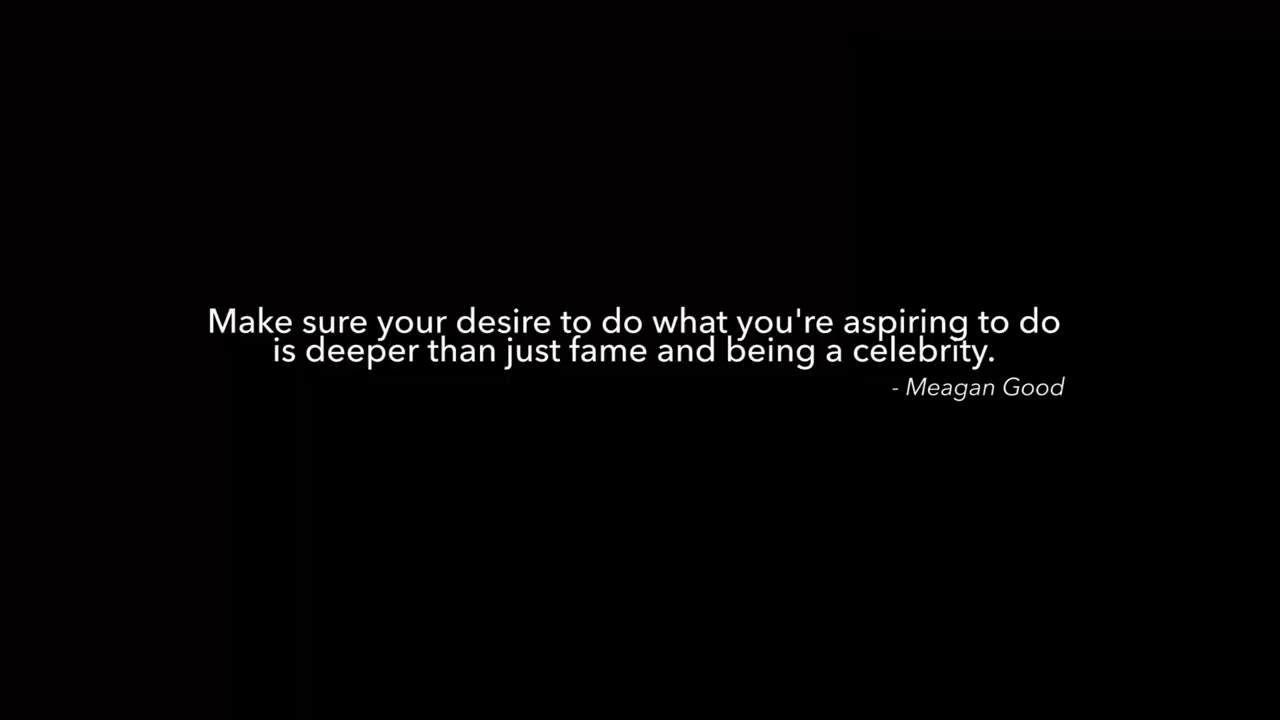 Make sure your desire to do what you're aspiring to do
is deeper than just fame and being a celebrity.
- Meagan Good